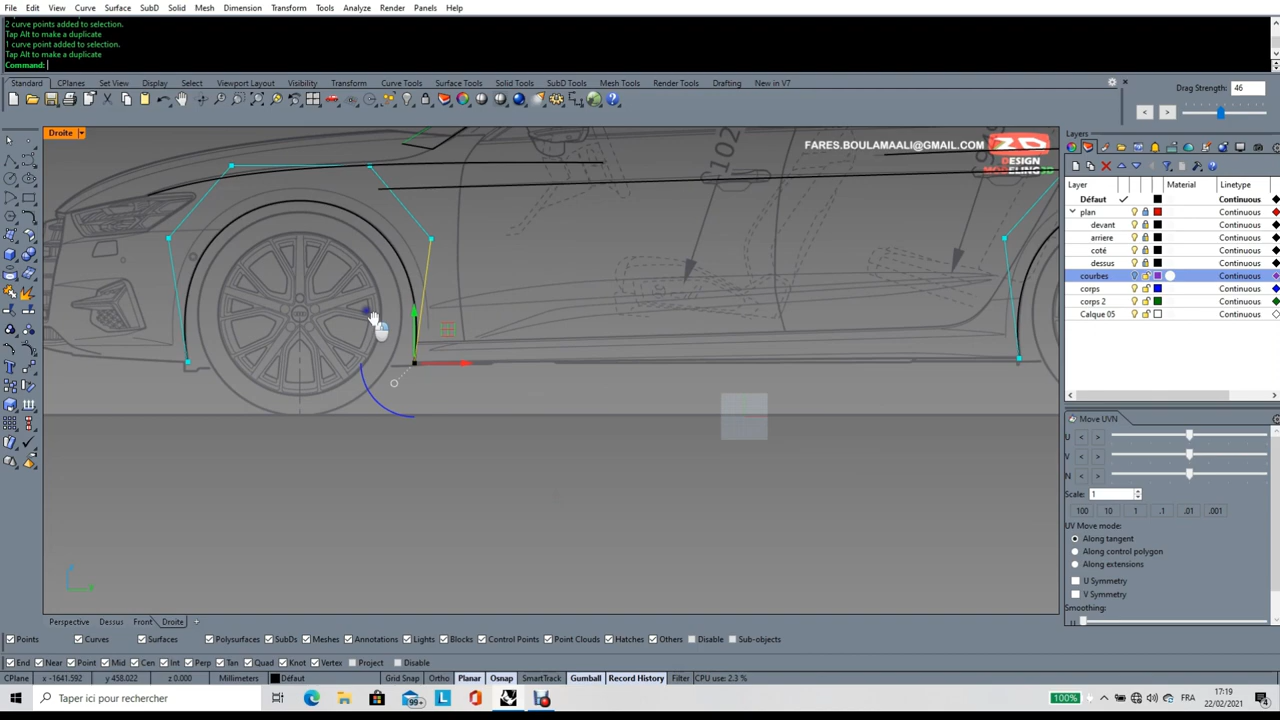 File Edit View Curve Surface SubD Solid Mesh Dimension Transform Tools Analyze Render Panels Help
2 curve points added to selection.
Tap Alt to make a duplicate
1 curve point added to selection.
Tap Alt to make a duplicate
Command:
Standard CPlanes Set View Display Select Viewport Layout Visibility Transform Curve Tools Surface Tools Solid Tools SubD Tools Mesh Tools Render Tools Drafting New in V7
Drag Strength: 46
< >
Droite
102
FARES.BOULAMAALI@GMAIL.COM
DESIGN
Layers
Layer Material Linetype
Défaut Continuous
plan Continuous
devant Continuous
arriere Continuous
coté Continuous
dessus Continuous
courbes Continuous
corps Continuous
corps 2 Continuous
Calque 05 Continuous
Move UVN
U < >
V < >
N < >
Scale: 1
100 10 1 .1 .01 .001
UV Move mode:
Along tangent
Along control polygon
Along extensions
U Symmetry
V Symmetry
Smoothing:
Perspective Dessus Front Droite
Points Curves Surfaces Polysurfaces SubDs Meshes Annotations Lights Blocks Control Points Point Clouds Hatches Others Disable Sub-objects
End Near Point Mid Cen Int Perp Tan Quad Knot Vertex Project Disable
CPlane x -1641.592 y 458.022 z 0.000 Millimeters Défaut Grid Snap Ortho Planar Osnap SmartTrack Gumball Record History Filter CPU use: 2.3 %
Taper ici pour rechercher
99+
100%
FRA
17:19
22/02/2021
4